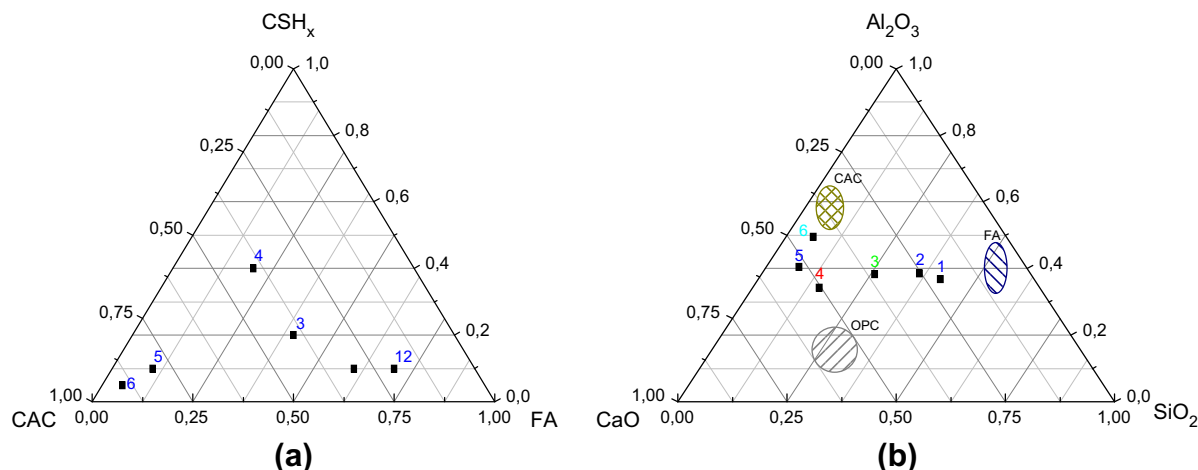 CSHₓ
0,00 1,0
0,25 0,8
0,50 0,6
4
0,75 0,4
3
5 12 0,2
6
1,00 0,0
CAC 0,00 0,25 0,50 0,75 1,00 FA
(a)
Al₂O₃
0,00 1,0
0,25 0,8
CAC
0,50 6 0,6
FA
5 4 3 2 1 0,4
0,75 OPC 0,2
1,00 0,0
CaO 0,00 0,25 0,50 0,75 1,00 SiO₂
(b)